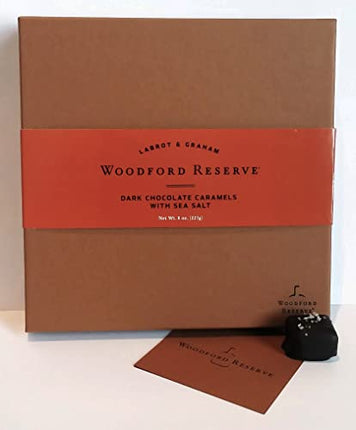 LABROT & GRAHAM
WOODFORD RESERVE
DARK CHOCOLATE CARAMELS
WITH SEA SALT
Net Wt. 8 oz. (227g)
WOODFORD
RESERVE
WOODFORD RESERVE